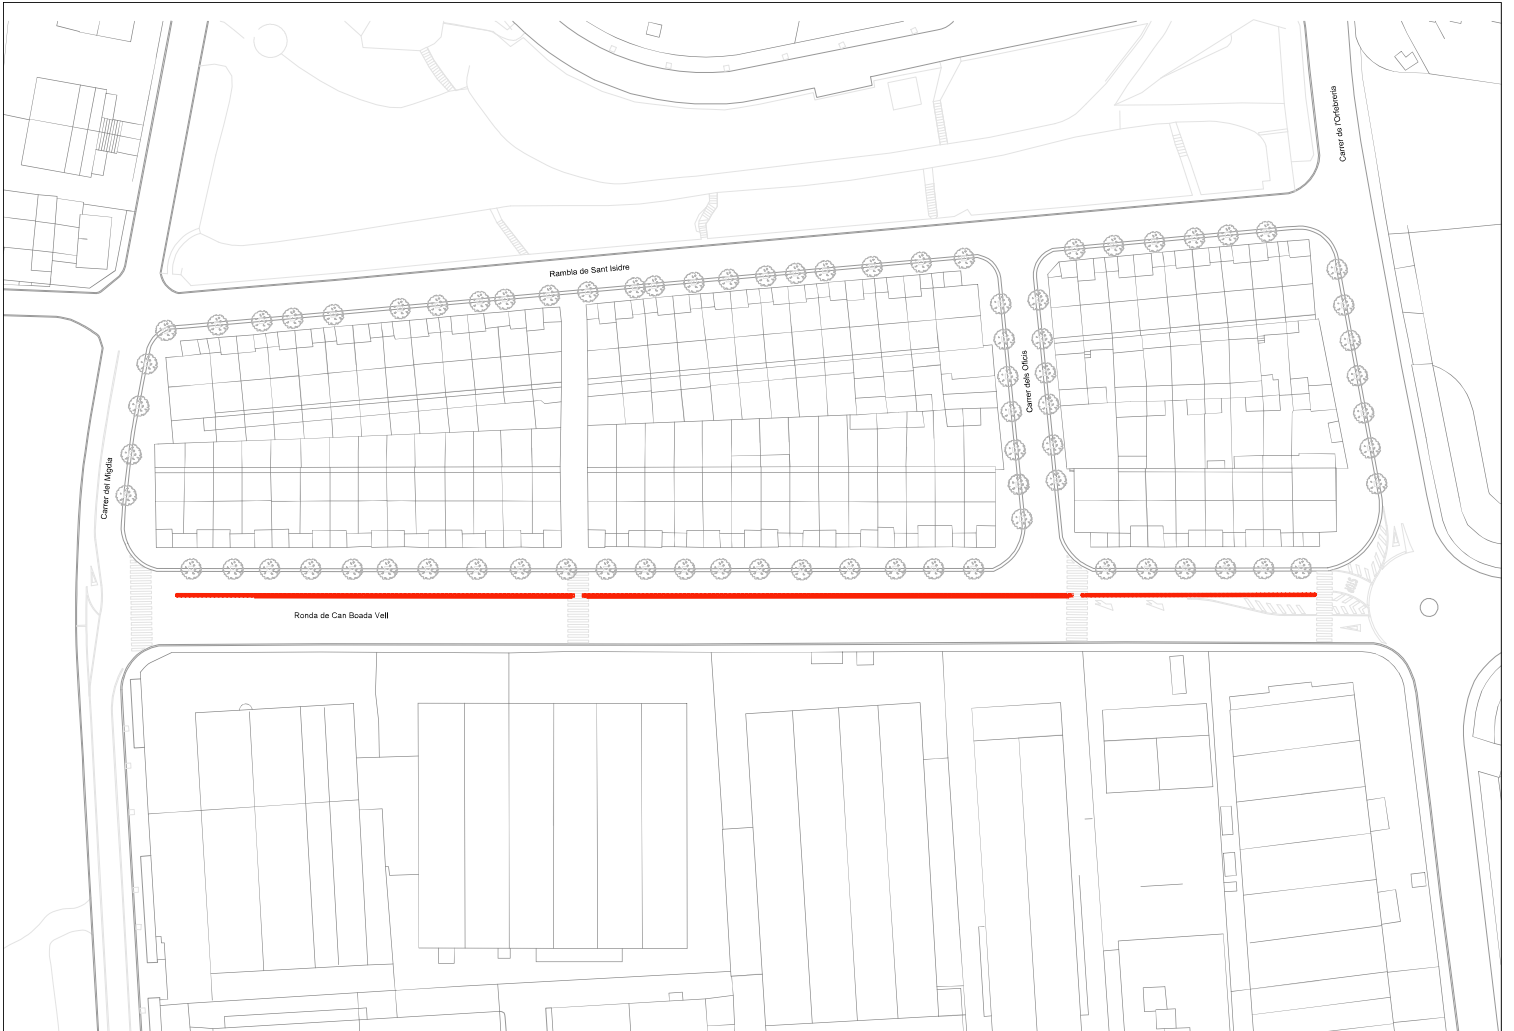 Carrer de l'Orfebreria
Rambla de Sant Isidre
Carrer dels Oficis
Carrer del Migdia
Ronda de Can Boada Vell